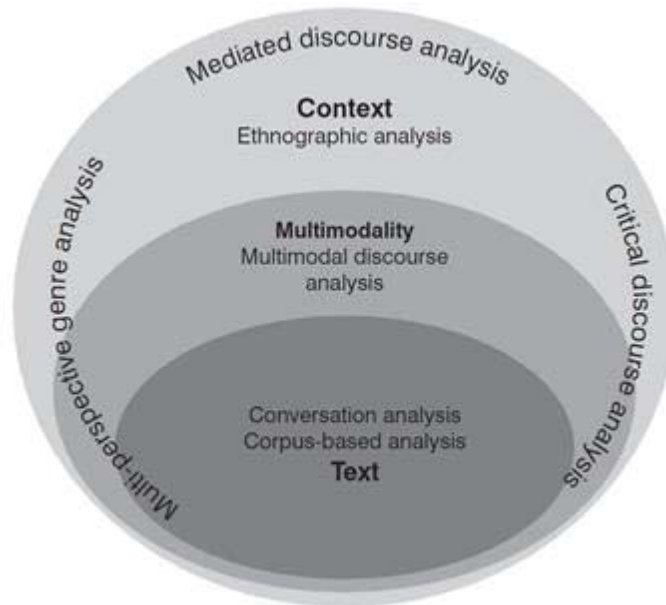 Mediated discourse analysis
Context
Ethnographic analysis
Multi-perspective genre analysis
Critical discourse analysis
Multimodality
Multimodal discourse
analysis
Conversation analysis
Corpus-based analysis
Text